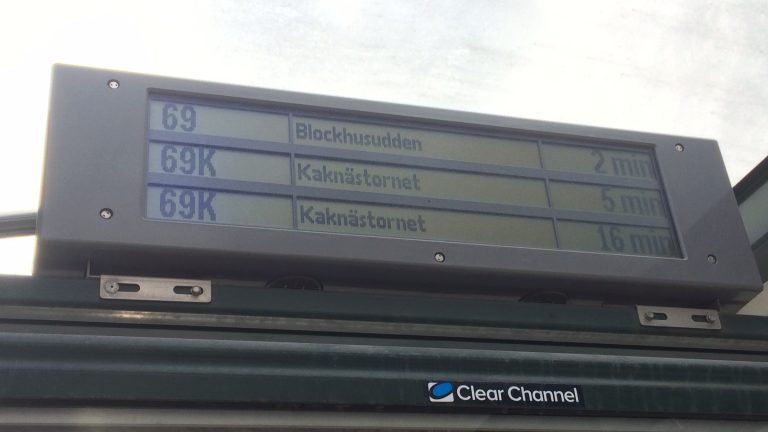 69 Blockhusudden 2 min
69K Kaknästornet 5 min
69K Kaknästornet 16 min
Clear Channel